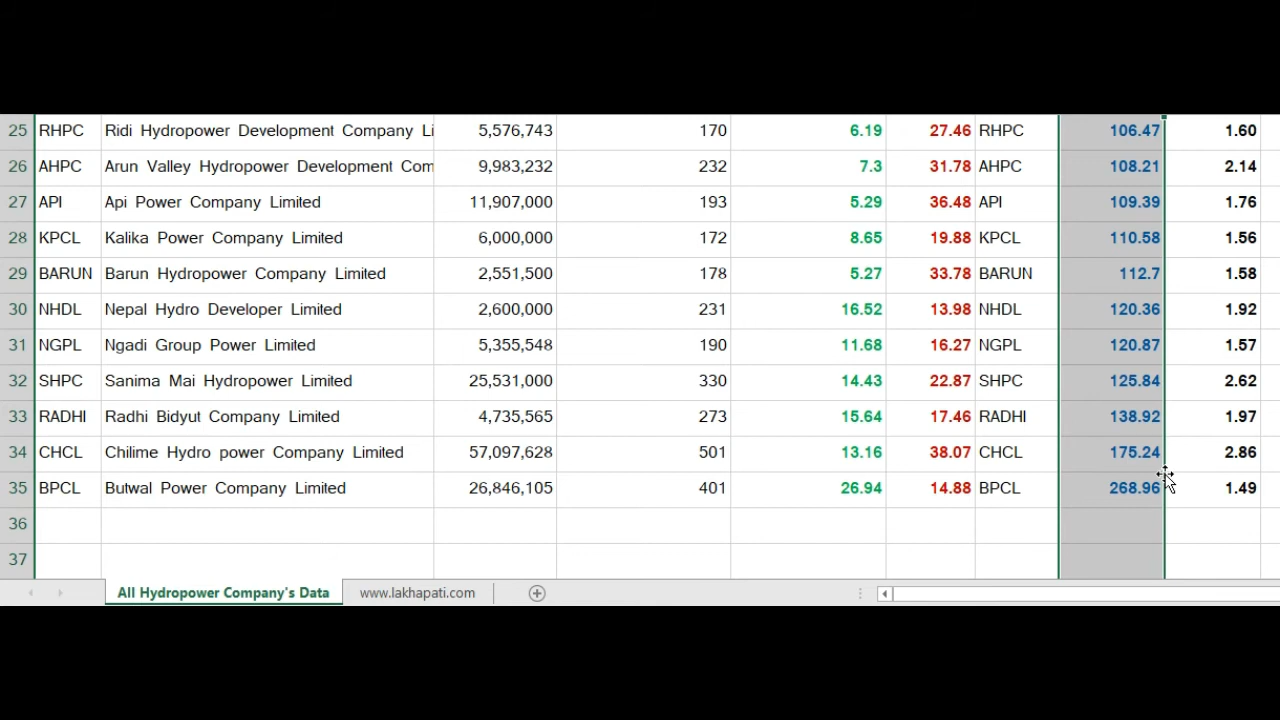 25 RHPC Ridi Hydropower Development Company Li 5,576,743 170 6.19 27.46 RHPC 106.47 1.60
26 AHPC Arun Valley Hydropower Development Com 9,983,232 232 7.3 31.78 AHPC 108.21 2.14
27 API Api Power Company Limited 11,907,000 193 5.29 36.48 API 109.39 1.76
28 KPCL Kalika Power Company Limited 6,000,000 172 8.65 19.88 KPCL 110.58 1.56
29 BARUN Barun Hydropower Company Limited 2,551,500 178 5.27 33.78 BARUN 112.7 1.58
30 NHDL Nepal Hydro Developer Limited 2,600,000 231 16.52 13.98 NHDL 120.36 1.92
31 NGPL Ngadi Group Power Limited 5,355,548 190 11.68 16.27 NGPL 120.87 1.57
32 SHPC Sanima Mai Hydropower Limited 25,531,000 330 14.43 22.87 SHPC 125.84 2.62
33 RADHI Radhi Bidyut Company Limited 4,735,565 273 15.64 17.46 RADHI 138.92 1.97
34 CHCL Chilime Hydro power Company Limited 57,097,628 501 13.16 38.07 CHCL 175.24 2.86
35 BPCL Butwal Power Company Limited 26,846,105 401 26.94 14.88 BPCL 268.96 1.49
36
37
All Hydropower Company's Data www.lakhapati.com